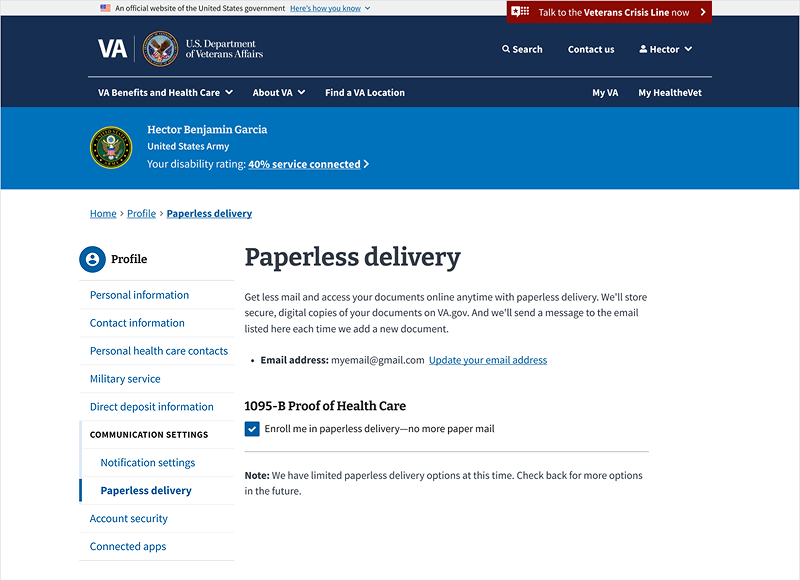 An official website of the United States government Here's how you know
Talk to the Veterans Crisis Line now
VA
U.S. Department
of Veterans Affairs
Search
Contact us
Hector
VA Benefits and Health Care
About VA
Find a VA Location
My VA
My HealtheVet
Hector Benjamin Garcia
United States Army
Your disability rating: 40% service connected
Home › Profile › Paperless delivery
Profile
Personal information
Contact information
Personal health care contacts
Military service
Direct deposit information
COMMUNICATION SETTINGS
Notification settings
Paperless delivery
Account security
Connected apps
Paperless delivery
Get less mail and access your documents online anytime with paperless delivery. We'll store
secure, digital copies of your documents on VA.gov. And we'll send a message to the email
listed here each time we add a new document.
• Email address: myemail@gmail.com Update your email address
1095-B Proof of Health Care
Enroll me in paperless delivery—no more paper mail
Note: We have limited paperless delivery options at this time. Check back for more options
in the future.